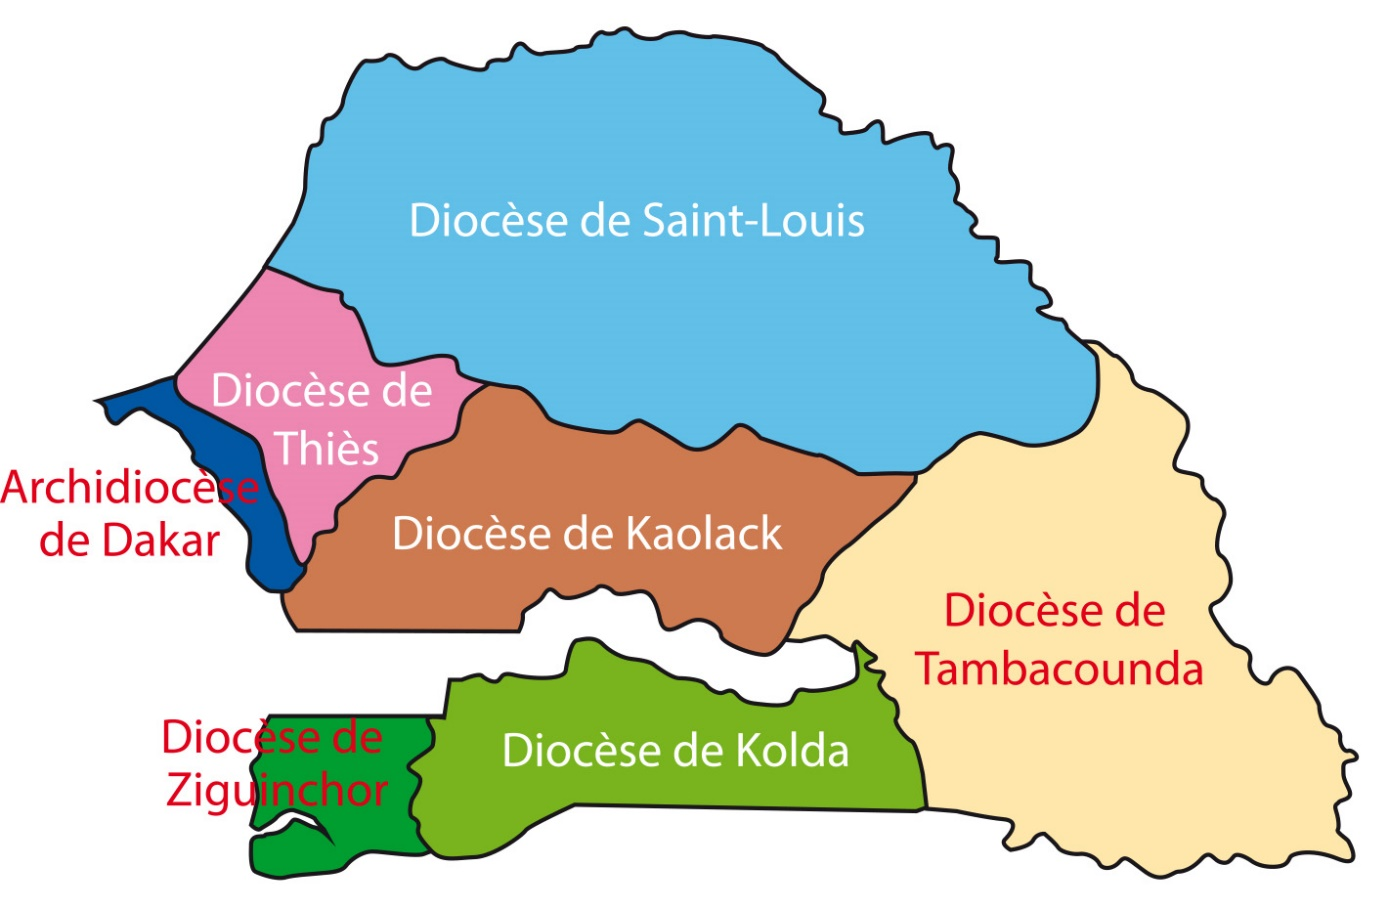 Diocèse de Saint-Louis
Diocèse de
Thiès
Archidiocèse
de Dakar
Diocèse de Kaolack
Diocèse de
Tambacounda
Diocèse de
Ziguinchor
Diocèse de Kolda